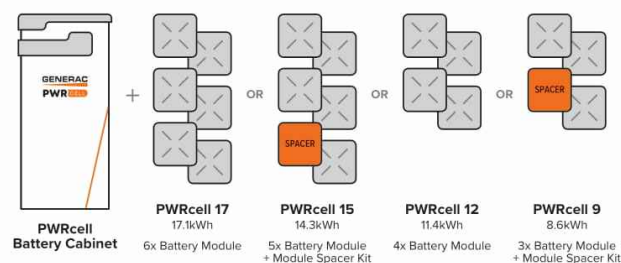 GENERAC
PWRCELL
+
OR
OR
OR
SPACER
SPACER
PWRcell
Battery Cabinet
PWRcell 17
17.1kWh
6x Battery Module
PWRcell 15
14.3kWh
5x Battery Module
+ Module Spacer Kit
PWRcell 12
11.4kWh
4x Battery Module
PWRcell 9
8.6kWh
3x Battery Module
+ Module Spacer Kit